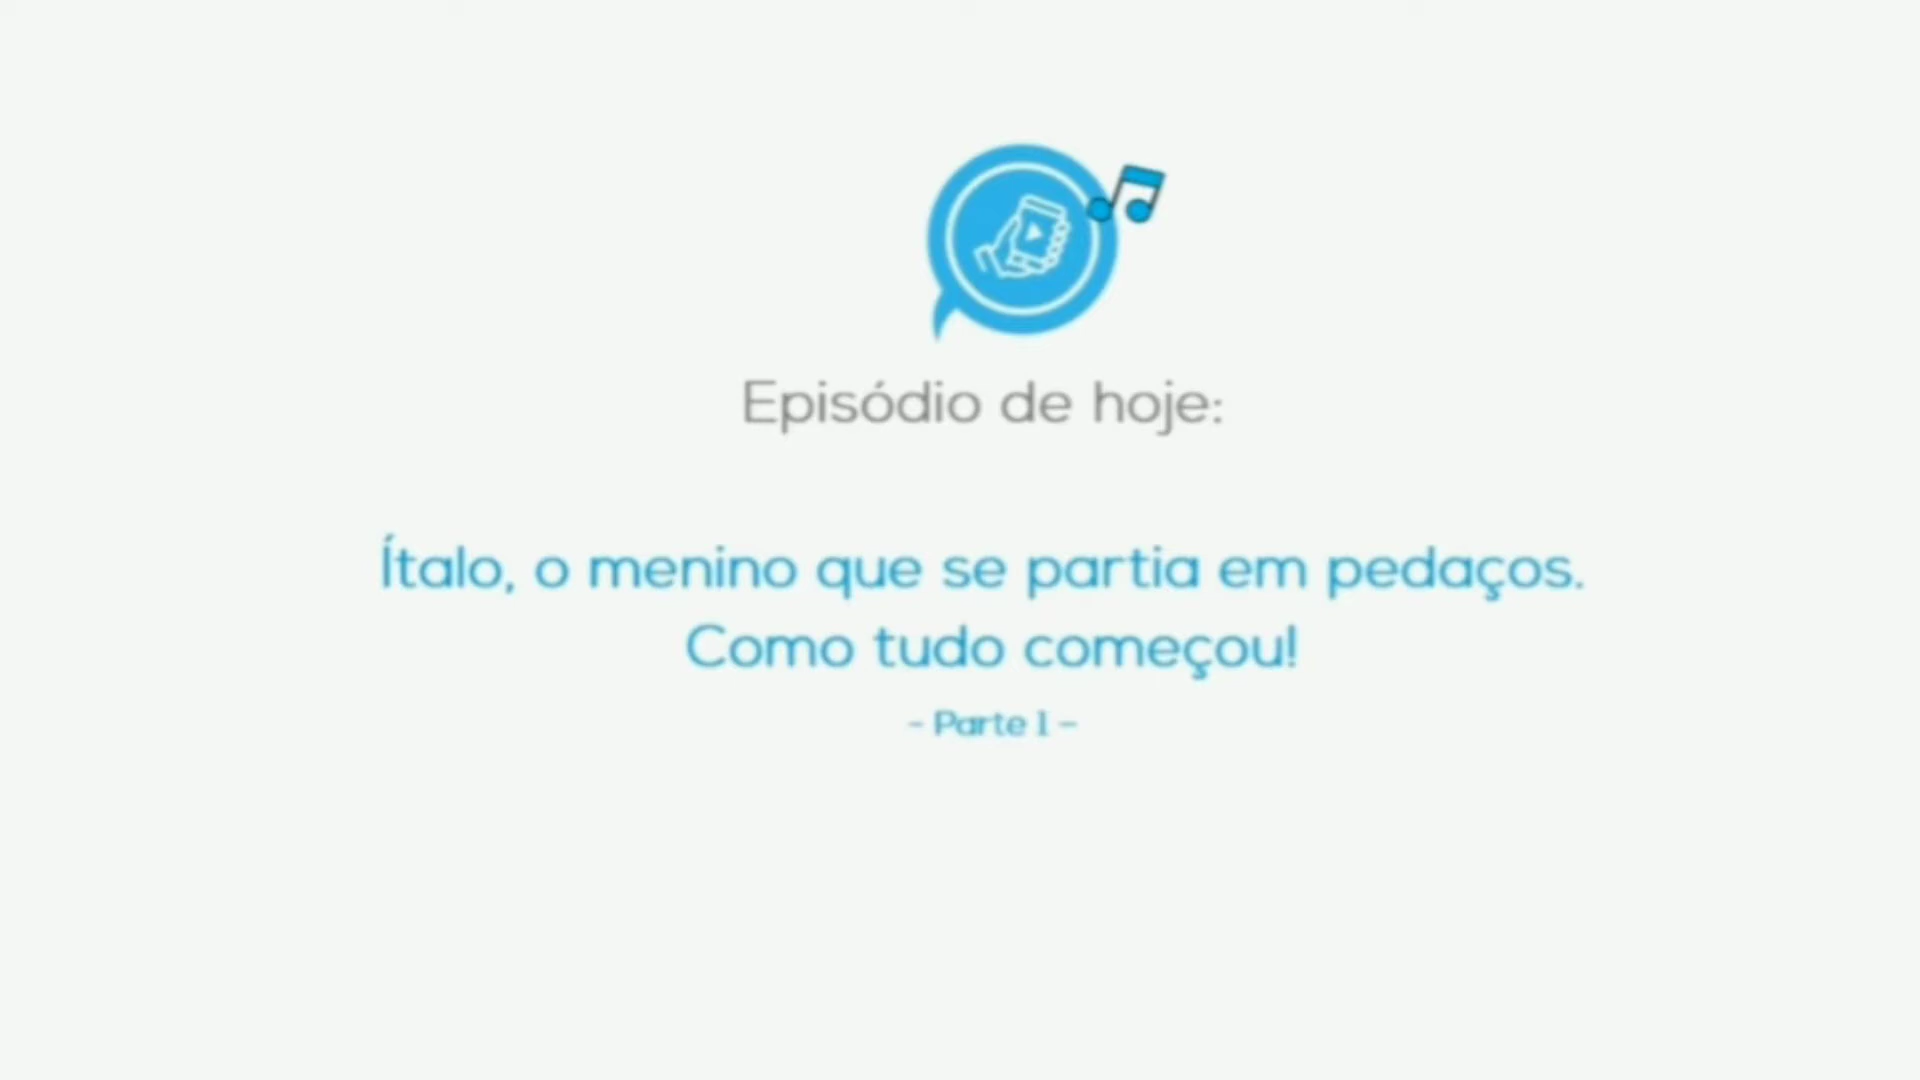 Episódio de hoje:
Ítalo, o menino que se partia em pedaços.
Como tudo começou!
- Parte 1 -